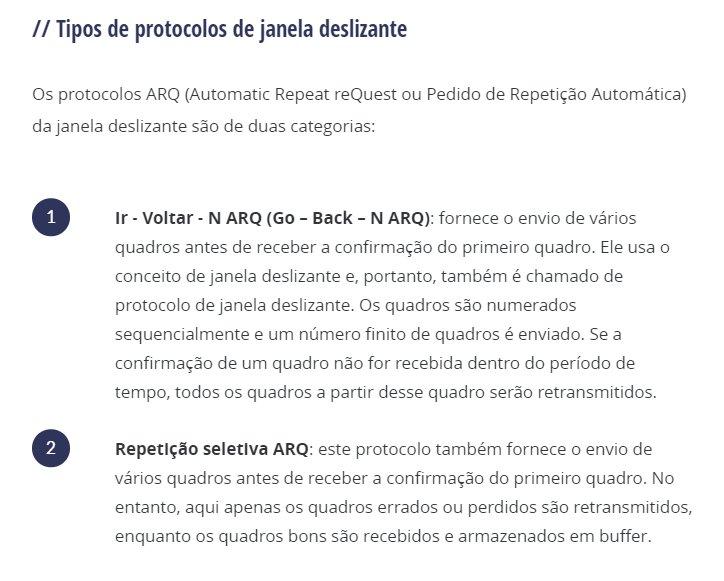 // Tipos de protocolos de janela deslizante
Os protocolos ARQ (Automatic Repeat reQuest ou Pedido de Repetição Automática)
da janela deslizante são de duas categorias:
1
Ir - Voltar - N ARQ (Go – Back – N ARQ): fornece o envio de vários
quadros antes de receber a confirmação do primeiro quadro. Ele usa o
conceito de janela deslizante e, portanto, também é chamado de
protocolo de janela deslizante. Os quadros são numerados
sequencialmente e um número finito de quadros é enviado. Se a
confirmação de um quadro não for recebida dentro do período de
tempo, todos os quadros a partir desse quadro serão retransmitidos.
2
Repetição seletiva ARQ: este protocolo também fornece o envio de
vários quadros antes de receber a confirmação do primeiro quadro. No
entanto, aqui apenas os quadros errados ou perdidos são retransmitidos,
enquanto os quadros bons são recebidos e armazenados em buffer.